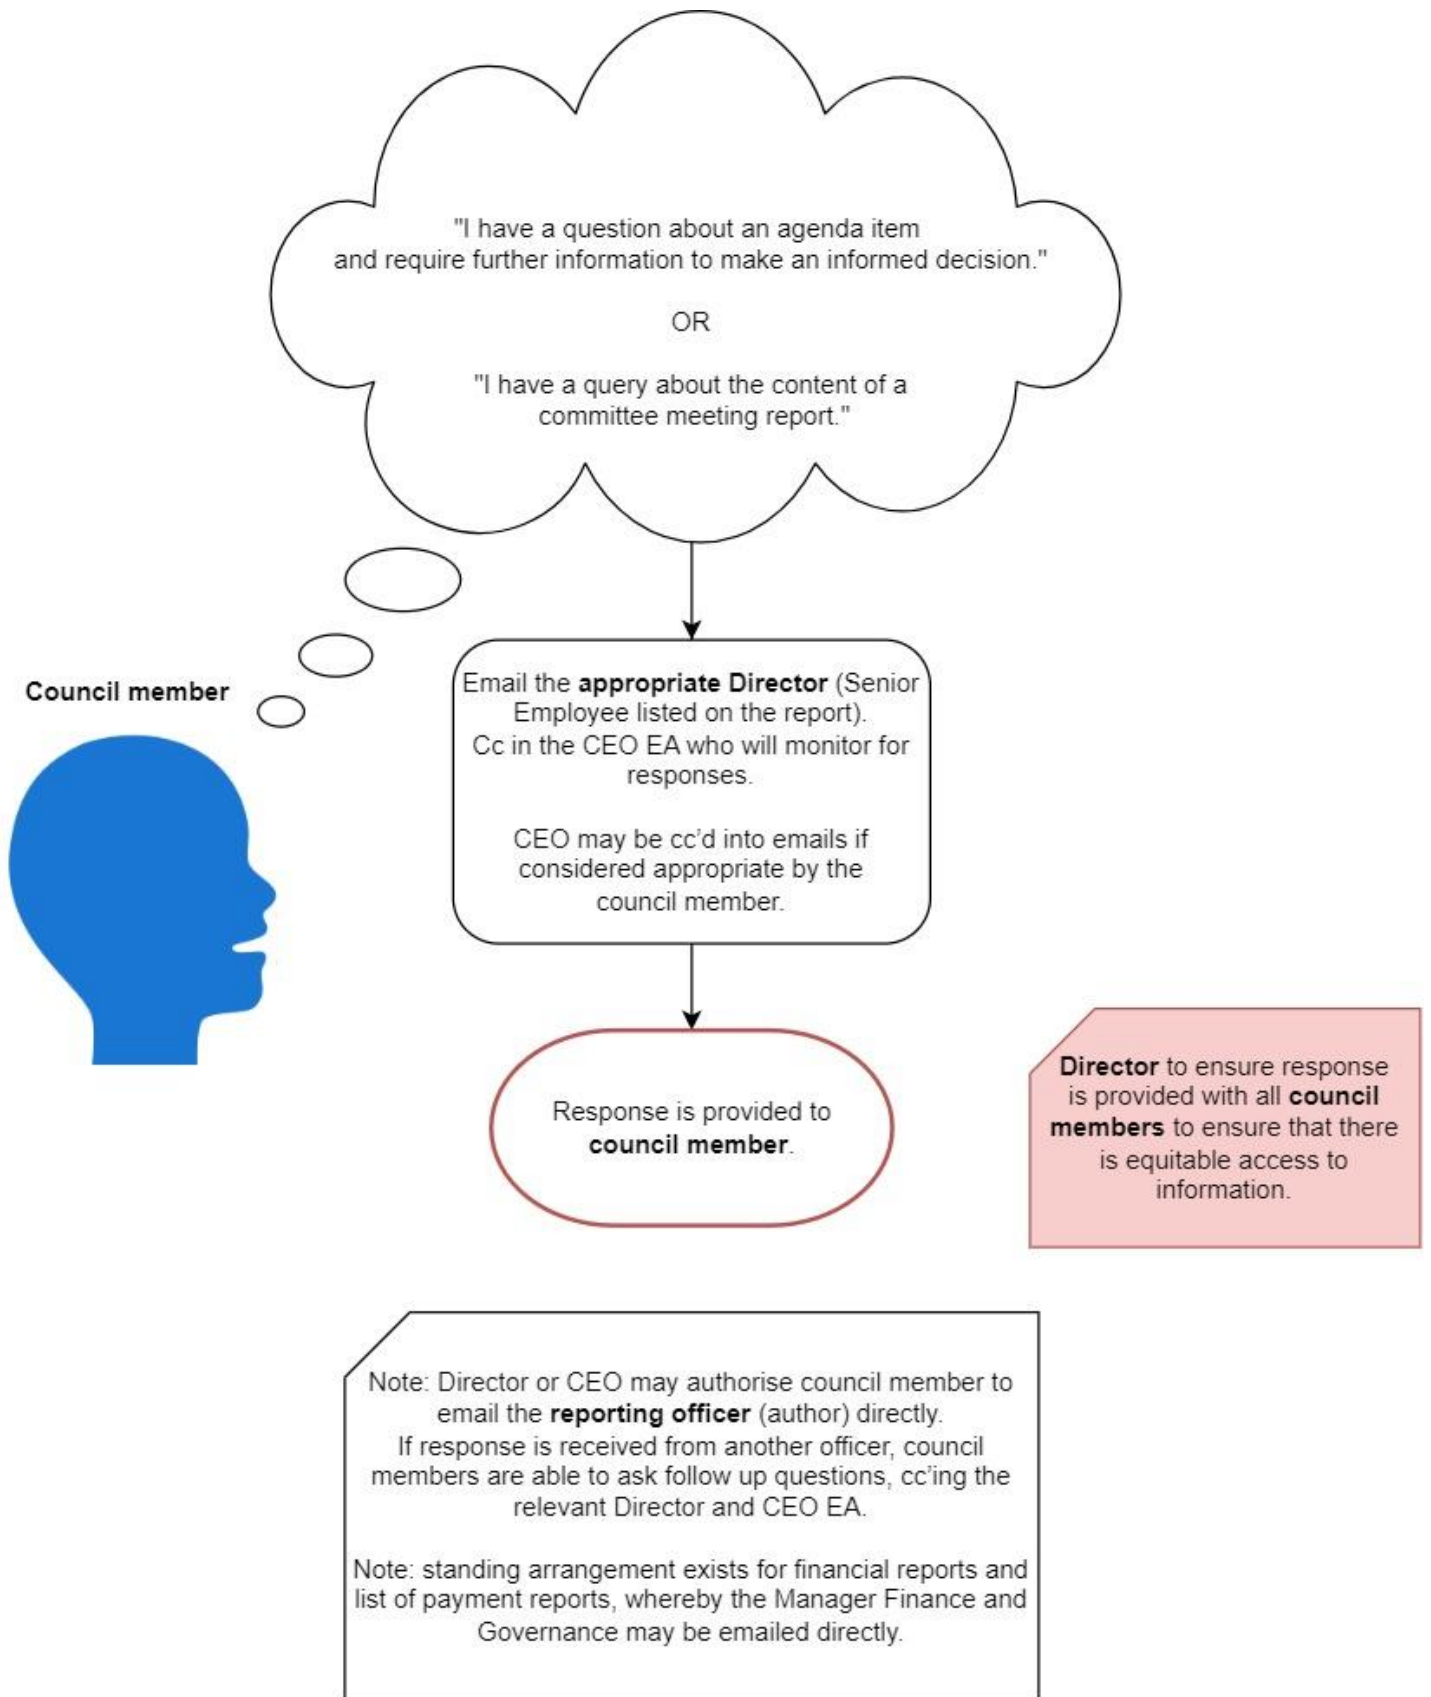 "I have a question about an agenda item
and require further information to make an informed decision."
OR
"I have a query about the content of a
committee meeting report."
Council member
Email the appropriate Director (Senior
Employee listed on the report).
Cc in the CEO EA who will monitor for
responses.
CEO may be cc’d into emails if
considered appropriate by the
council member.
Response is provided to
council member.
Director to ensure response
is provided with all council
members to ensure that there
is equitable access to
information.
Note: Director or CEO may authorise council member to
email the reporting officer (author) directly.
If response is received from another officer, council
members are able to ask follow up questions, cc'ing the
relevant Director and CEO EA.
Note: standing arrangement exists for financial reports and
list of payment reports, whereby the Manager Finance and
Governance may be emailed directly.